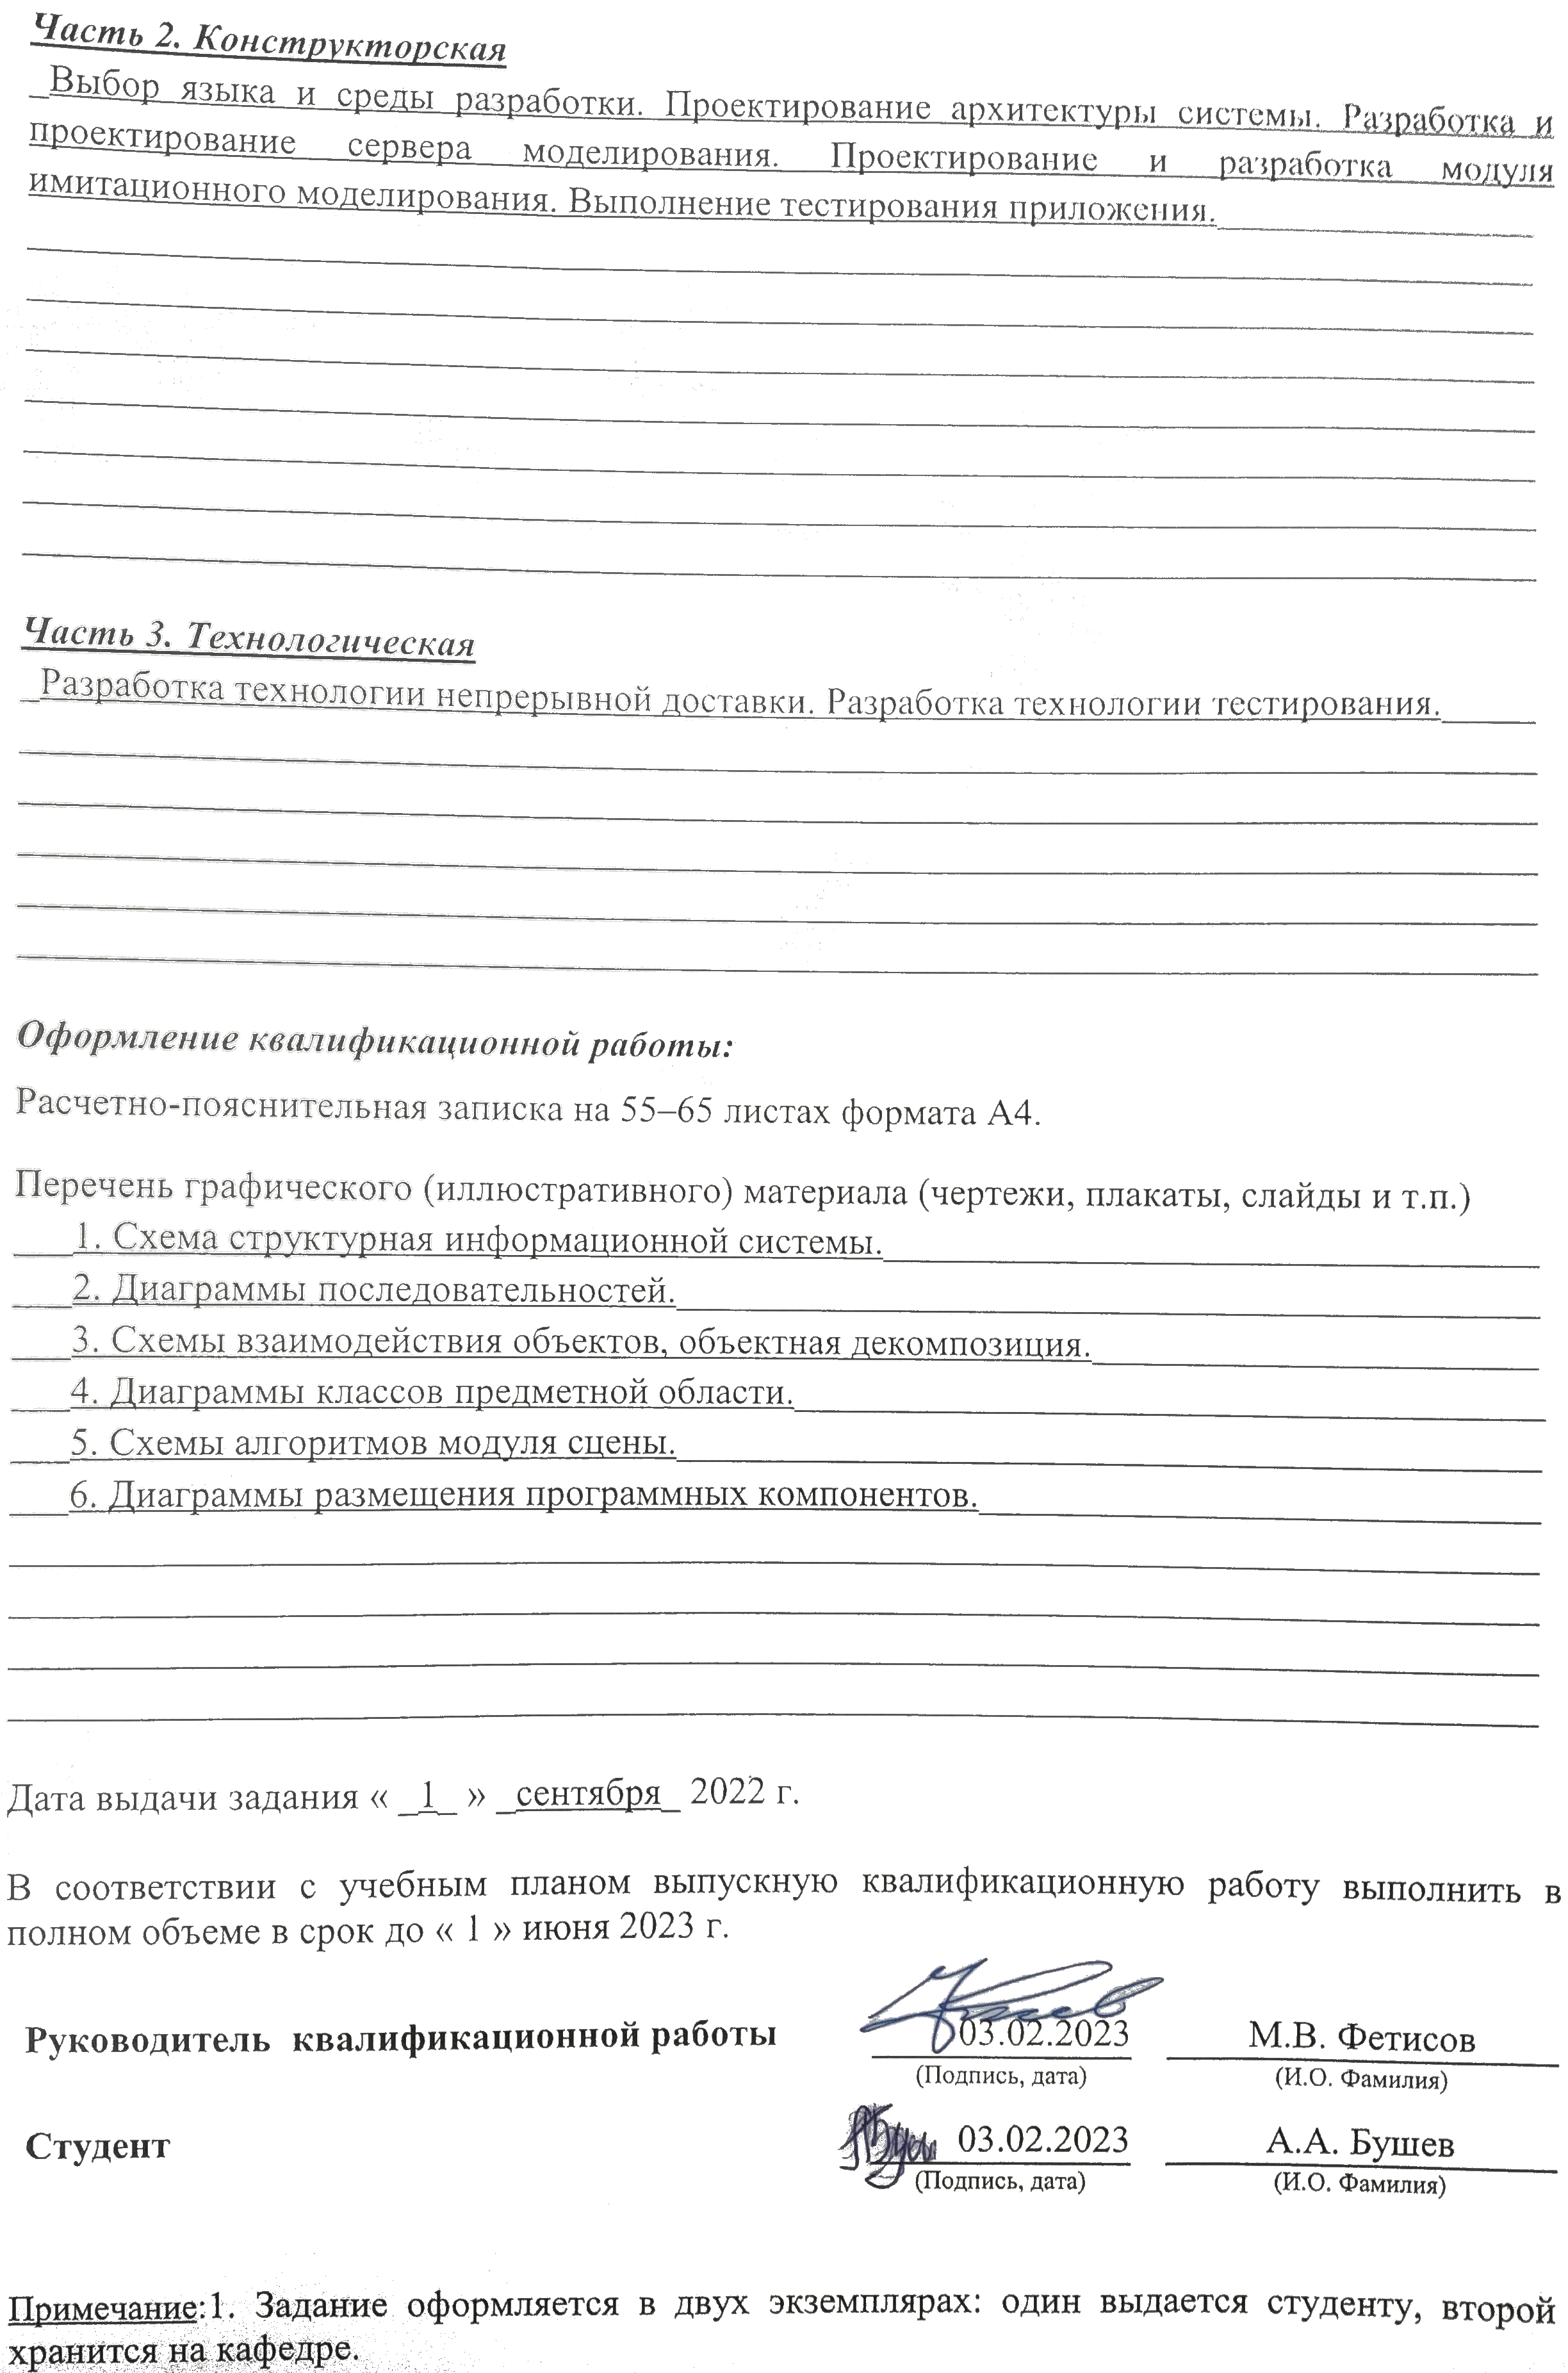 Часть 2. Конструкторская
Выбор языка и среды разработки. Проектирование архитектуры системы. Разработка и
проектирование сервера моделирования. Проектирование и разработка модуля
имитационного моделирования. Выполнение тестирования приложения.
Часть 3. Технологическая
Разработка технологии непрерывной доставки. Разработка технологии тестирования.
Оформление квалификационной работы:
Расчетно-пояснительная записка на 55–65 листах формата А4.
Перечень графического (иллюстративного) материала (чертежи, плакаты, слайды и т.п.)
1. Схема структурная информационной системы.
2. Диаграммы последовательностей.
3. Схемы взаимодействия объектов, объектная декомпозиция.
4. Диаграммы классов предметной области.
5. Схемы алгоритмов модуля сцены.
6. Диаграммы размещения программных компонентов.
Дата выдачи задания « _1_ » _сентября_ 2022 г.
В соответствии с учебным планом выпускную квалификационную работу выполнить в
полном объеме в срок до « 1 » июня 2023 г.
Руководитель квалификационной работы 03.02.2023 М.В. Фетисов
(Подпись, дата) (И.О. Фамилия)
Студент 03.02.2023 А.А. Бушев
(Подпись, дата) (И.О. Фамилия)
Примечание:1. Задание оформляется в двух экземплярах: один выдается студенту, второй
хранится на кафедре.